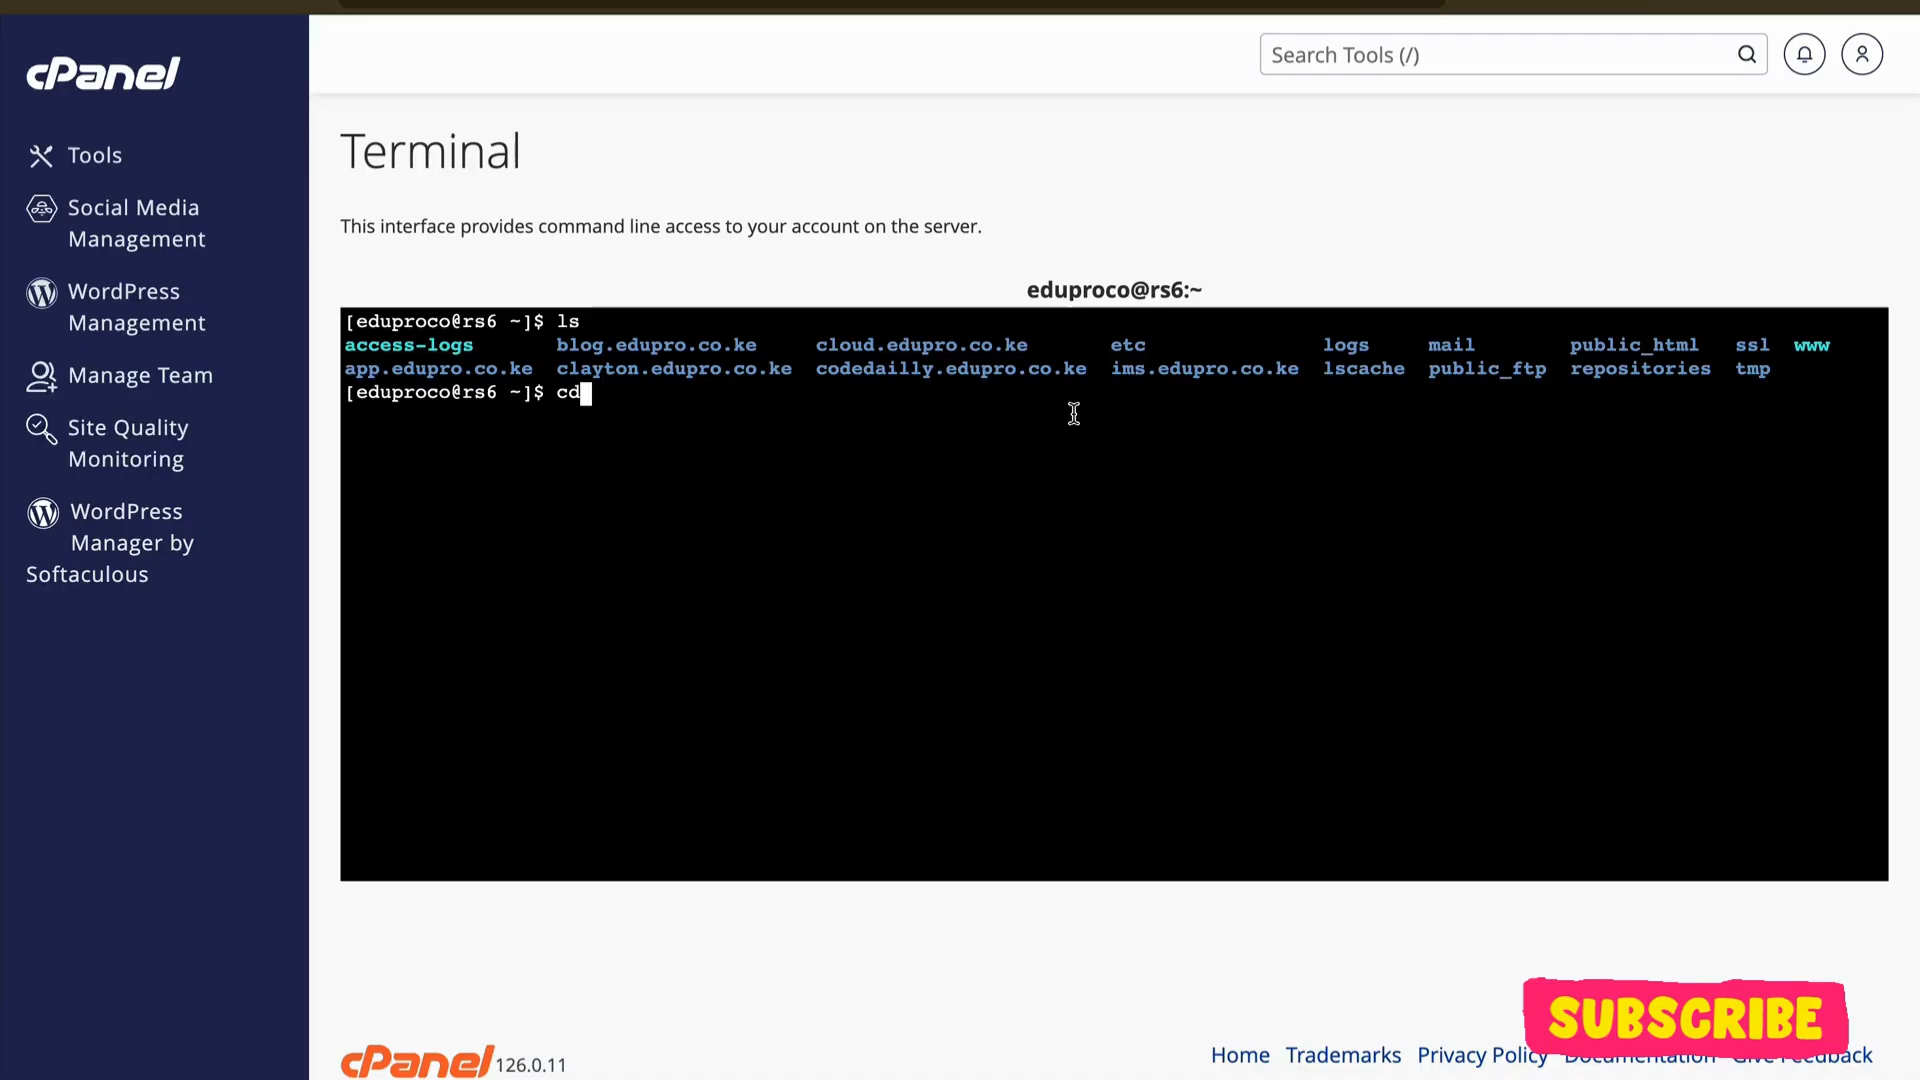 cPanel
Search Tools (/)
Tools
Social Media
Management
WordPress
Management
Manage Team
Site Quality
Monitoring
WordPress
Manager by
Softaculous
Terminal
This interface provides command line access to your account on the server.
eduproco@rs6:~
[eduproco@rs6 ~]$ ls
access-logs blog.edupro.co.ke cloud.edupro.co.ke etc logs mail public_html ssl www
app.edupro.co.ke clayton.edupro.co.ke codedailly.edupro.co.ke ims.edupro.co.ke lscache public_ftp repositories tmp
[eduproco@rs6 ~]$ cd
SUBSCRIBE
cPanel 126.0.11
Home Trademarks Privacy Policy Documentation Give Feedback